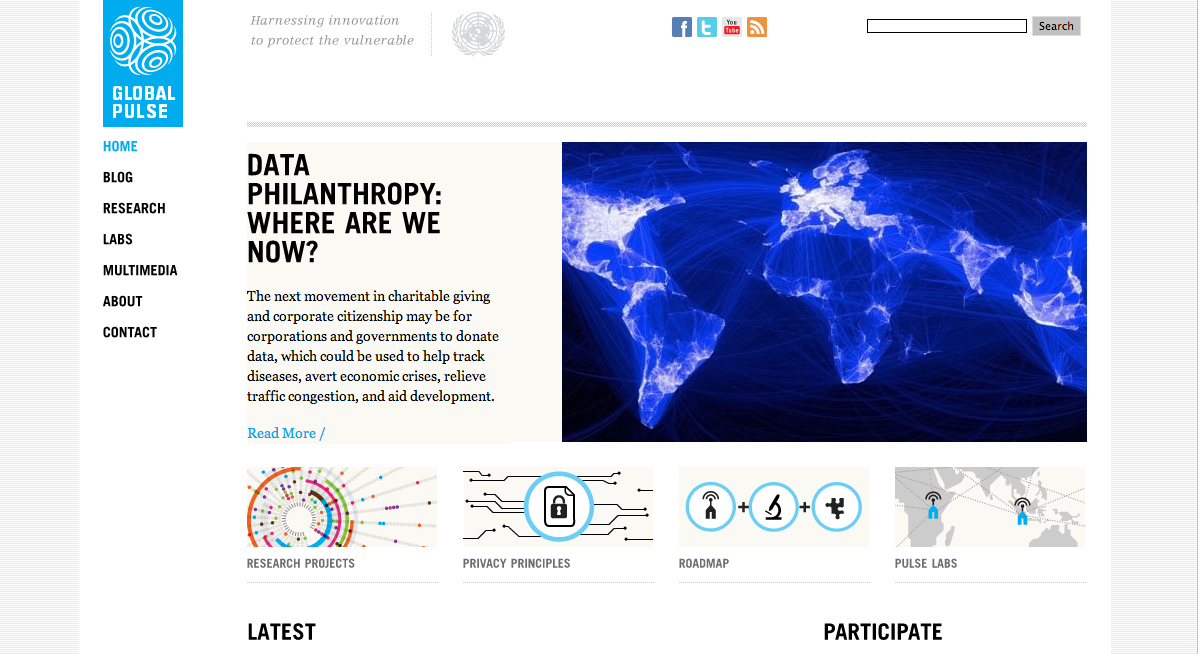 Harnessing innovation
to protect the vulnerable
You
Tube
Search
GLOBAL
PULSE
HOME
BLOG
RESEARCH
LABS
MULTIMEDIA
ABOUT
CONTACT
DATA
PHILANTHROPY:
WHERE ARE WE
NOW?
The next movement in charitable giving
and corporate citizenship may be for
corporations and governments to donate
data, which could be used to help track
diseases, avert economic crises, relieve
traffic congestion, and aid development.
Read More /
RESEARCH PROJECTS
PRIVACY PRINCIPLES
ROADMAP
PULSE LABS
LATEST
PARTICIPATE